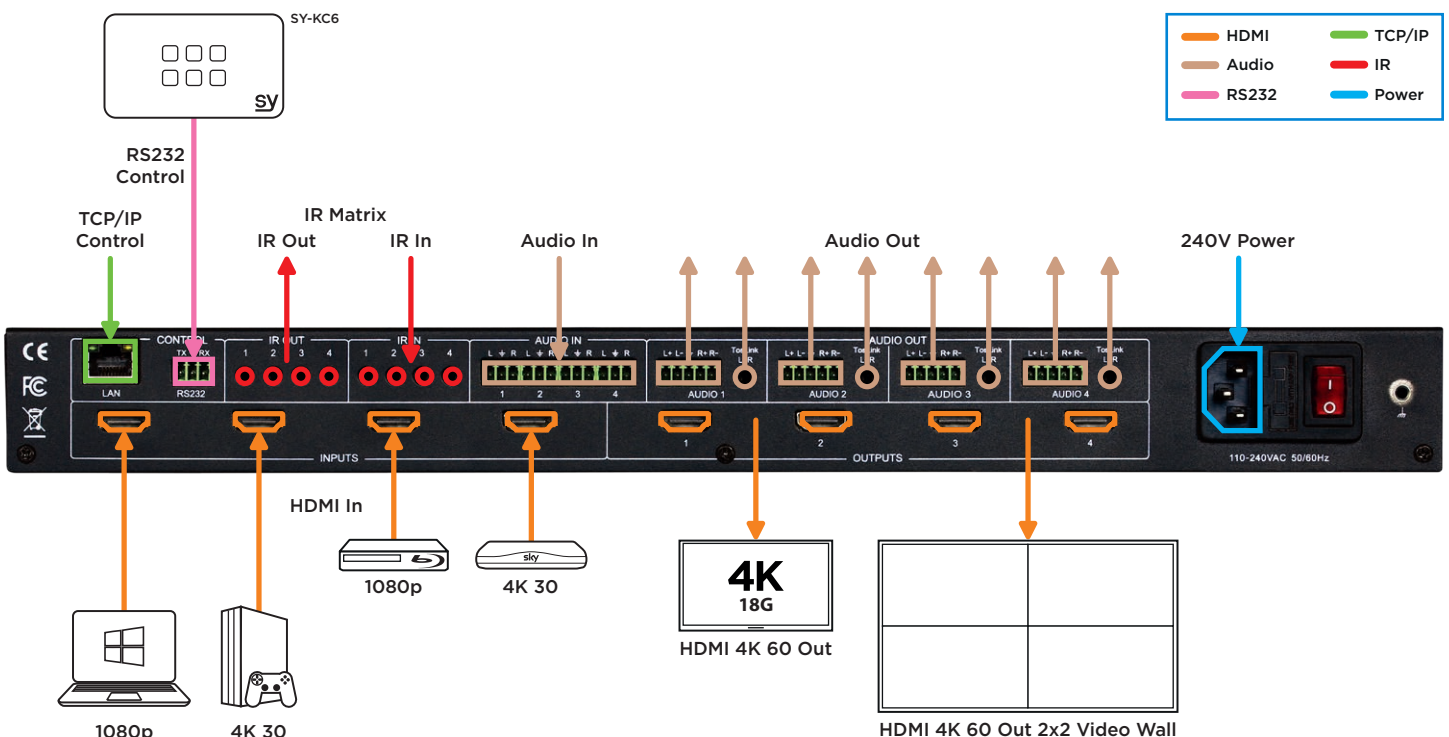 SY-KC6
sy
HDMI TCP/IP
Audio IR
RS232 Power
RS232
Control
TCP/IP
Control
IR Matrix
IR Out
IR In
Audio In
Audio Out
240V Power
CE
FC
CONTROL
TX RX
LAN
RS232
IR OUT
1 2 3 4
IR IN
1 2 3 4
AUDIO IN
L R L R L R L R
1 2 3 4
AUDIO OUT
L+ L- R+ R-
L/R
AUDIO 1
L+ L- R+ R-
L/R
AUDIO 2
L+ L- R+ R-
L/R
AUDIO 3
L+ L- R+ R-
L/R
AUDIO 4
INPUTS
1 2 3 4
OUTPUTS
110-240VAC 50/60Hz
HDMI In
1080p
4K 30
1080p
sky
4K 30
4K
18G
HDMI 4K 60 Out
HDMI 4K 60 Out 2x2 Video Wall